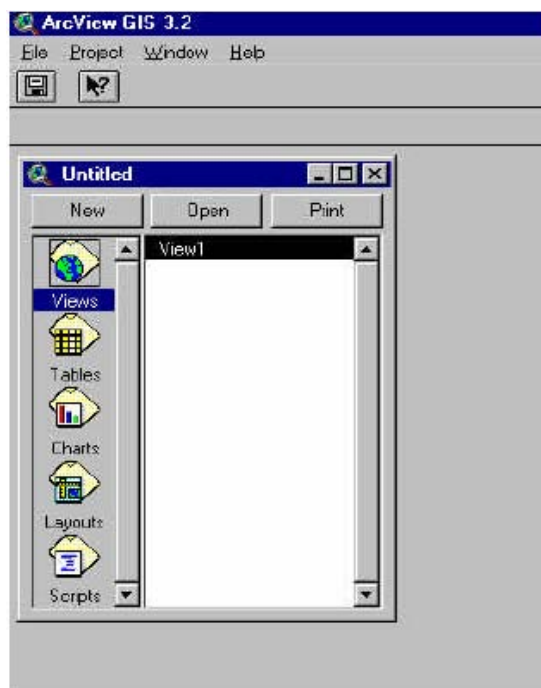 ArcView GIS 3.2
File Project Window Help
Untitled
New Open Print
View1
Views
Tables
Charts
Layouts
Scripts